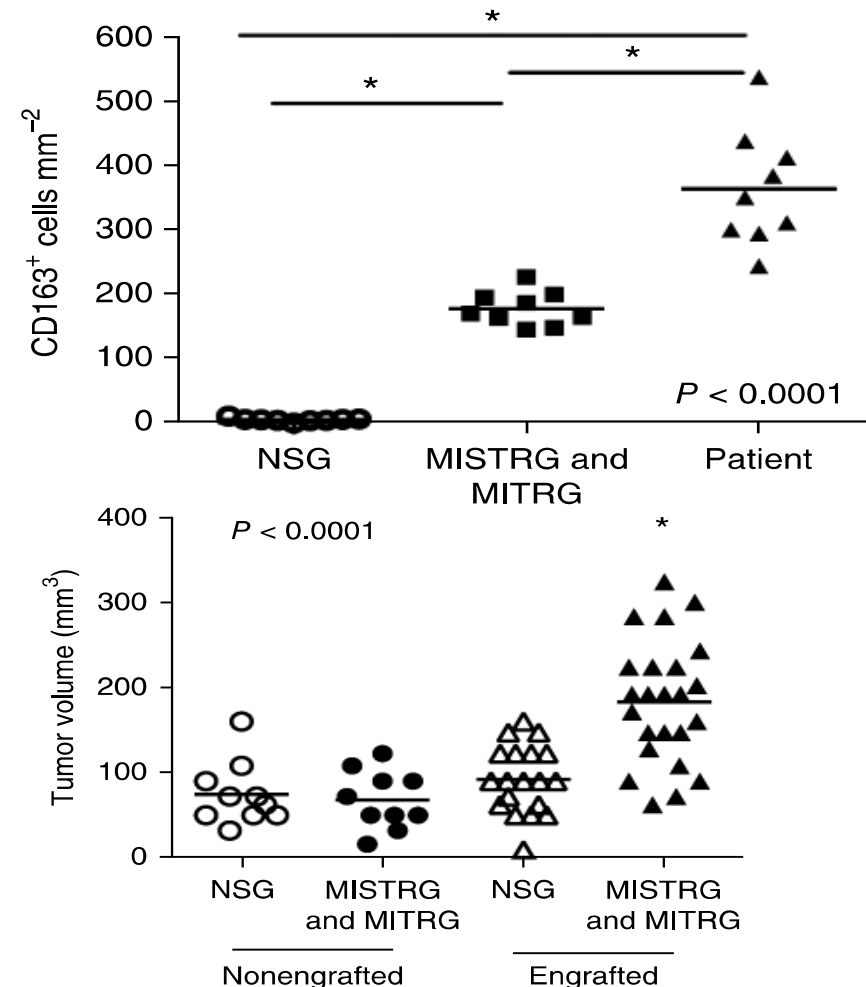 *
*
*
600
500
400
300
200
100
0
CD163+ cells mm−2
P < 0.0001
NSG
MISTRG and
MITRG
Patient
400
300
200
100
0
Tumor volume (mm3)
P < 0.0001
*
NSG
MISTRG
and MITRG
NSG
MISTRG
and MITRG
Nonengrafted
Engrafted